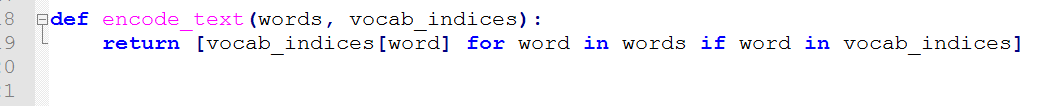 8 def encode_text(words, vocab_indices):
9     return [vocab_indices[word] for word in words if word in vocab_indices]
0
1